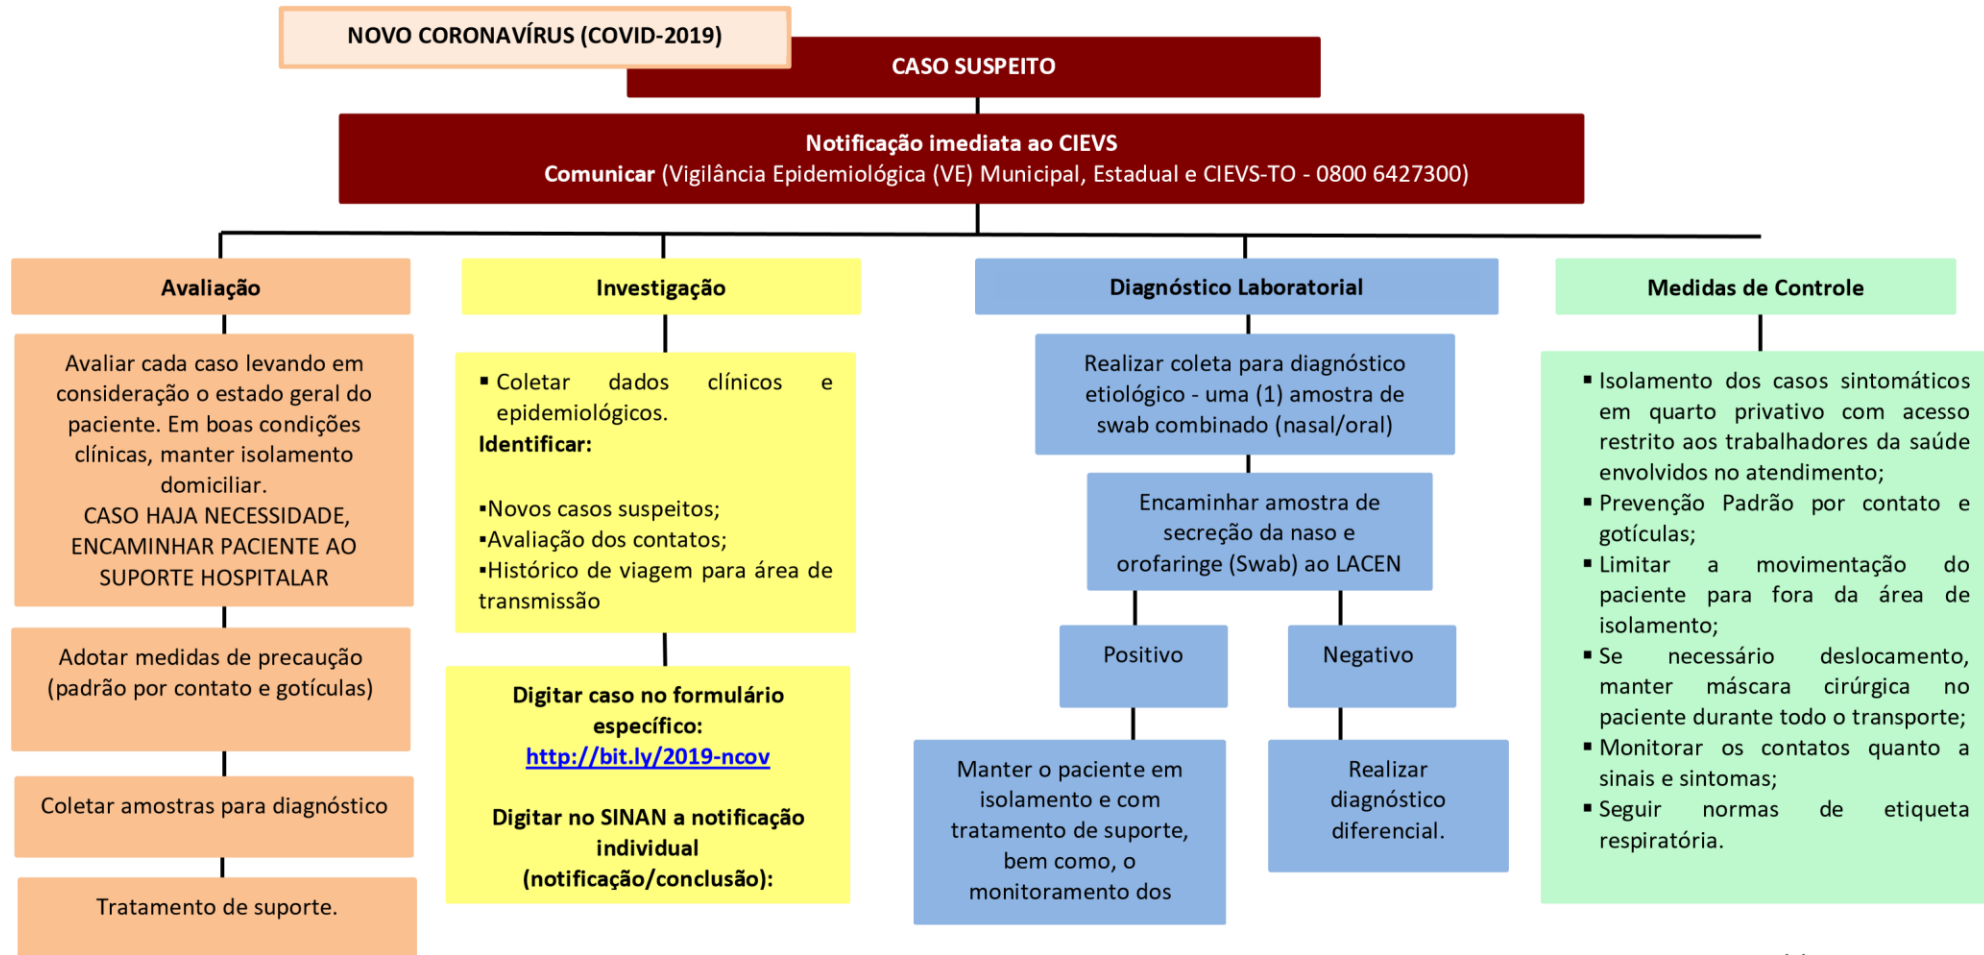 NOVO CORONAVÍRUS (COVID-2019)
CASO SUSPEITO
Notificação imediata ao CIEVS
Comunicar (Vigilância Epidemiológica (VE) Municipal, Estadual e CIEVS-TO - 0800 6427300)
Avaliação
Avaliar cada caso levando em
consideração o estado geral do
paciente. Em boas condições
clínicas, manter isolamento
domiciliar.
CASO HAJA NECESSIDADE,
ENCAMINHAR PACIENTE AO
SUPORTE HOSPITALAR
Adotar medidas de precaução
(padrão por contato e gotículas)
Coletar amostras para diagnóstico
Tratamento de suporte.
Investigação
▪ Coletar dados clínicos e
epidemiológicos.
Identificar:
▪Novos casos suspeitos;
▪Avaliação dos contatos;
▪Histórico de viagem para área de
transmissão
Digitar caso no formulário
específico:
http://bit.ly/2019-ncov
Digitar no SINAN a notificação
individual
(notificação/conclusão):
Diagnóstico Laboratorial
Realizar coleta para diagnóstico
etiológico - uma (1) amostra de
swab combinado (nasal/oral)
Encaminhar amostra de
secreção da naso e
orofaringe (Swab) ao LACEN
Positivo
Negativo
Manter o paciente em
isolamento e com
tratamento de suporte,
bem como, o
monitoramento dos
Realizar
diagnóstico
diferencial.
Medidas de Controle
▪ Isolamento dos casos sintomáticos
em quarto privativo com acesso
restrito aos trabalhadores da saúde
envolvidos no atendimento;
▪ Prevenção Padrão por contato e
gotículas;
▪ Limitar a movimentação do
paciente para fora da área de
isolamento;
▪ Se necessário deslocamento,
manter máscara cirúrgica no
paciente durante todo o transporte;
▪ Monitorar os contatos quanto a
sinais e sintomas;
▪ Seguir normas de etiqueta
respiratória.